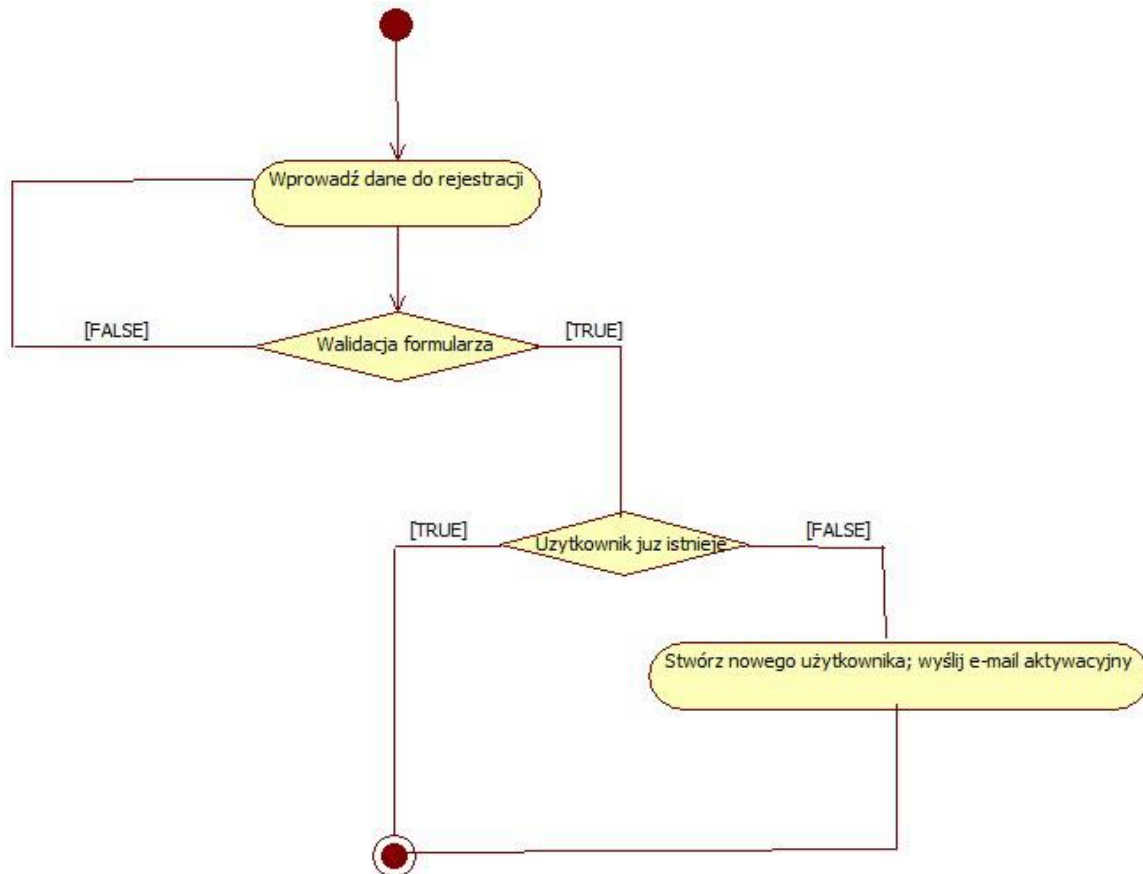 Wprowadź dane do rejestracji
[FALSE]
Walidacja formularza
[TRUE]
[TRUE]
Uzytkownik juz istnieje
[FALSE]
Stwórz nowego użytkownika; wyślij e-mail aktywacyjny